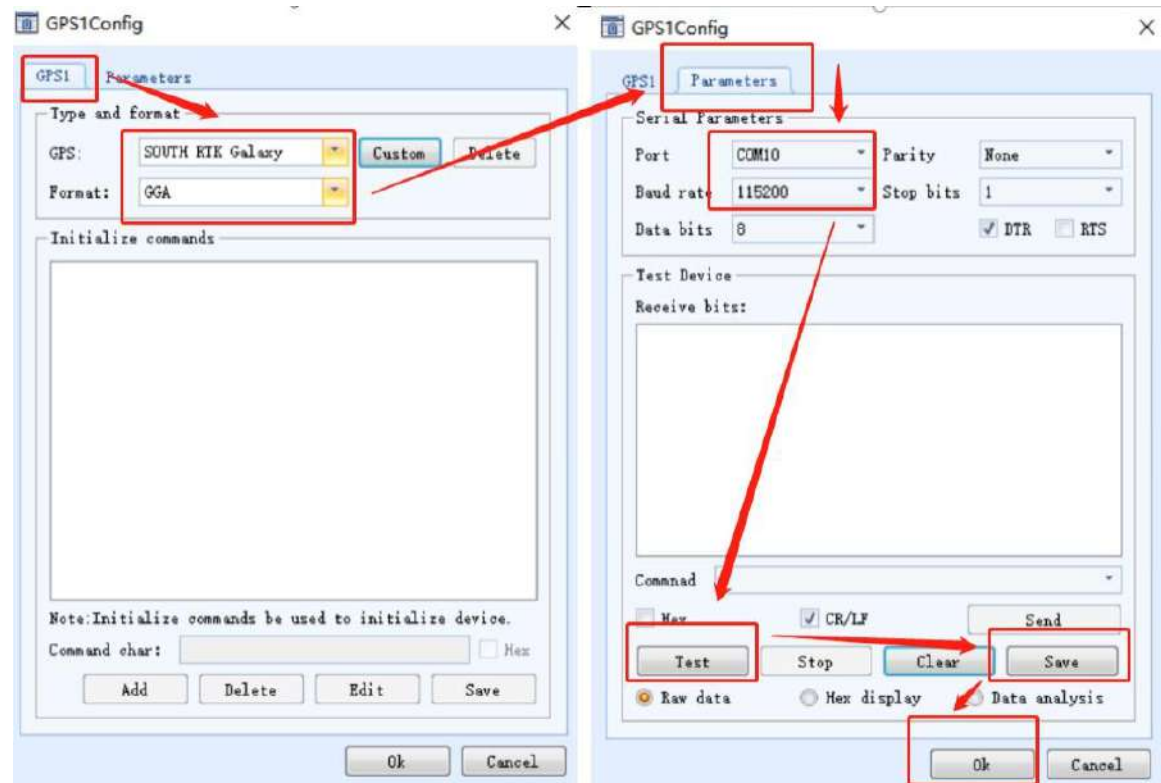 GPS1Config
GPS1 Parameters
Type and format
GPS: SOUTH RTK Galaxy Custom Delete
Format: GGA
Initialize commands
Note:Initialize commands be used to initialize device.
Command char: Hex
Add Delete Edit Save
Ok Cancel
GPS1Config
GPS1 Parameters
Serial Parameters
Port COM10 Parity None
Baud rate 115200 Stop bits 1
Data bits 8 DTR RTS
Test Device
Receive bits:
Commnad
Hex CR/LF Send
Test Stop Clear Save
Raw data Hex display Data analysis
Ok Cancel